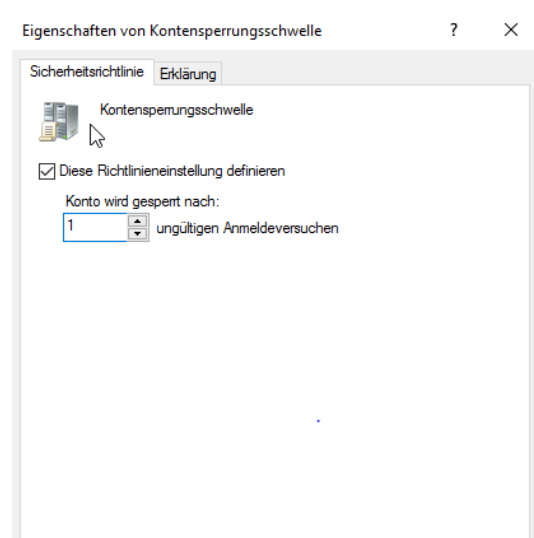 Eigenschaften von Kontensperrungsschwelle ? ×
Sicherheitsrichtlinie Erklärung
Kontensperrungsschwelle
Diese Richtlinieneinstellung definieren
Konto wird gesperrt nach:
1 ungültigen Anmeldeversuchen